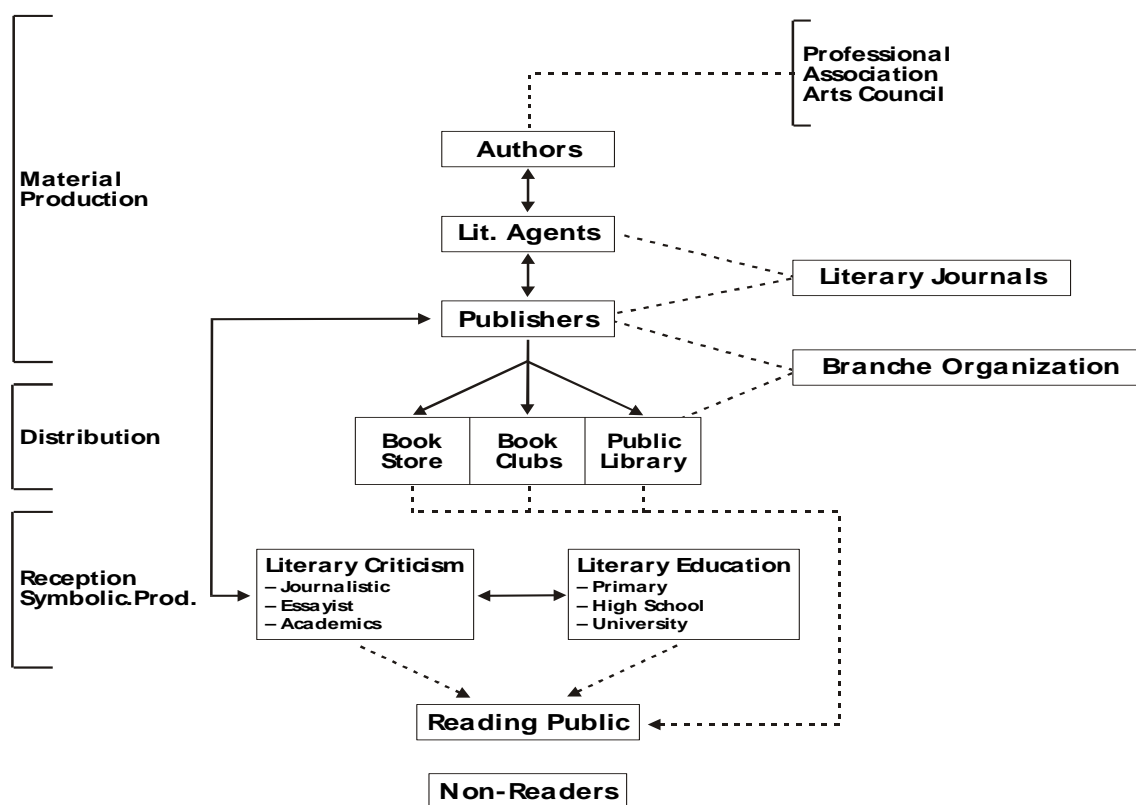 Professional
Association
Arts Council
Authors
Material
Production
Lit. Agents
Literary Journals
Publishers
Branche Organization
Distribution
Book
Store
Book
Clubs
Public
Library
Reception
Symbolic.Prod.
Literary Criticism
– Journalistic
– Essayist
– Academics
Literary Education
– Primary
– High School
– University
Reading Public
Non-Readers